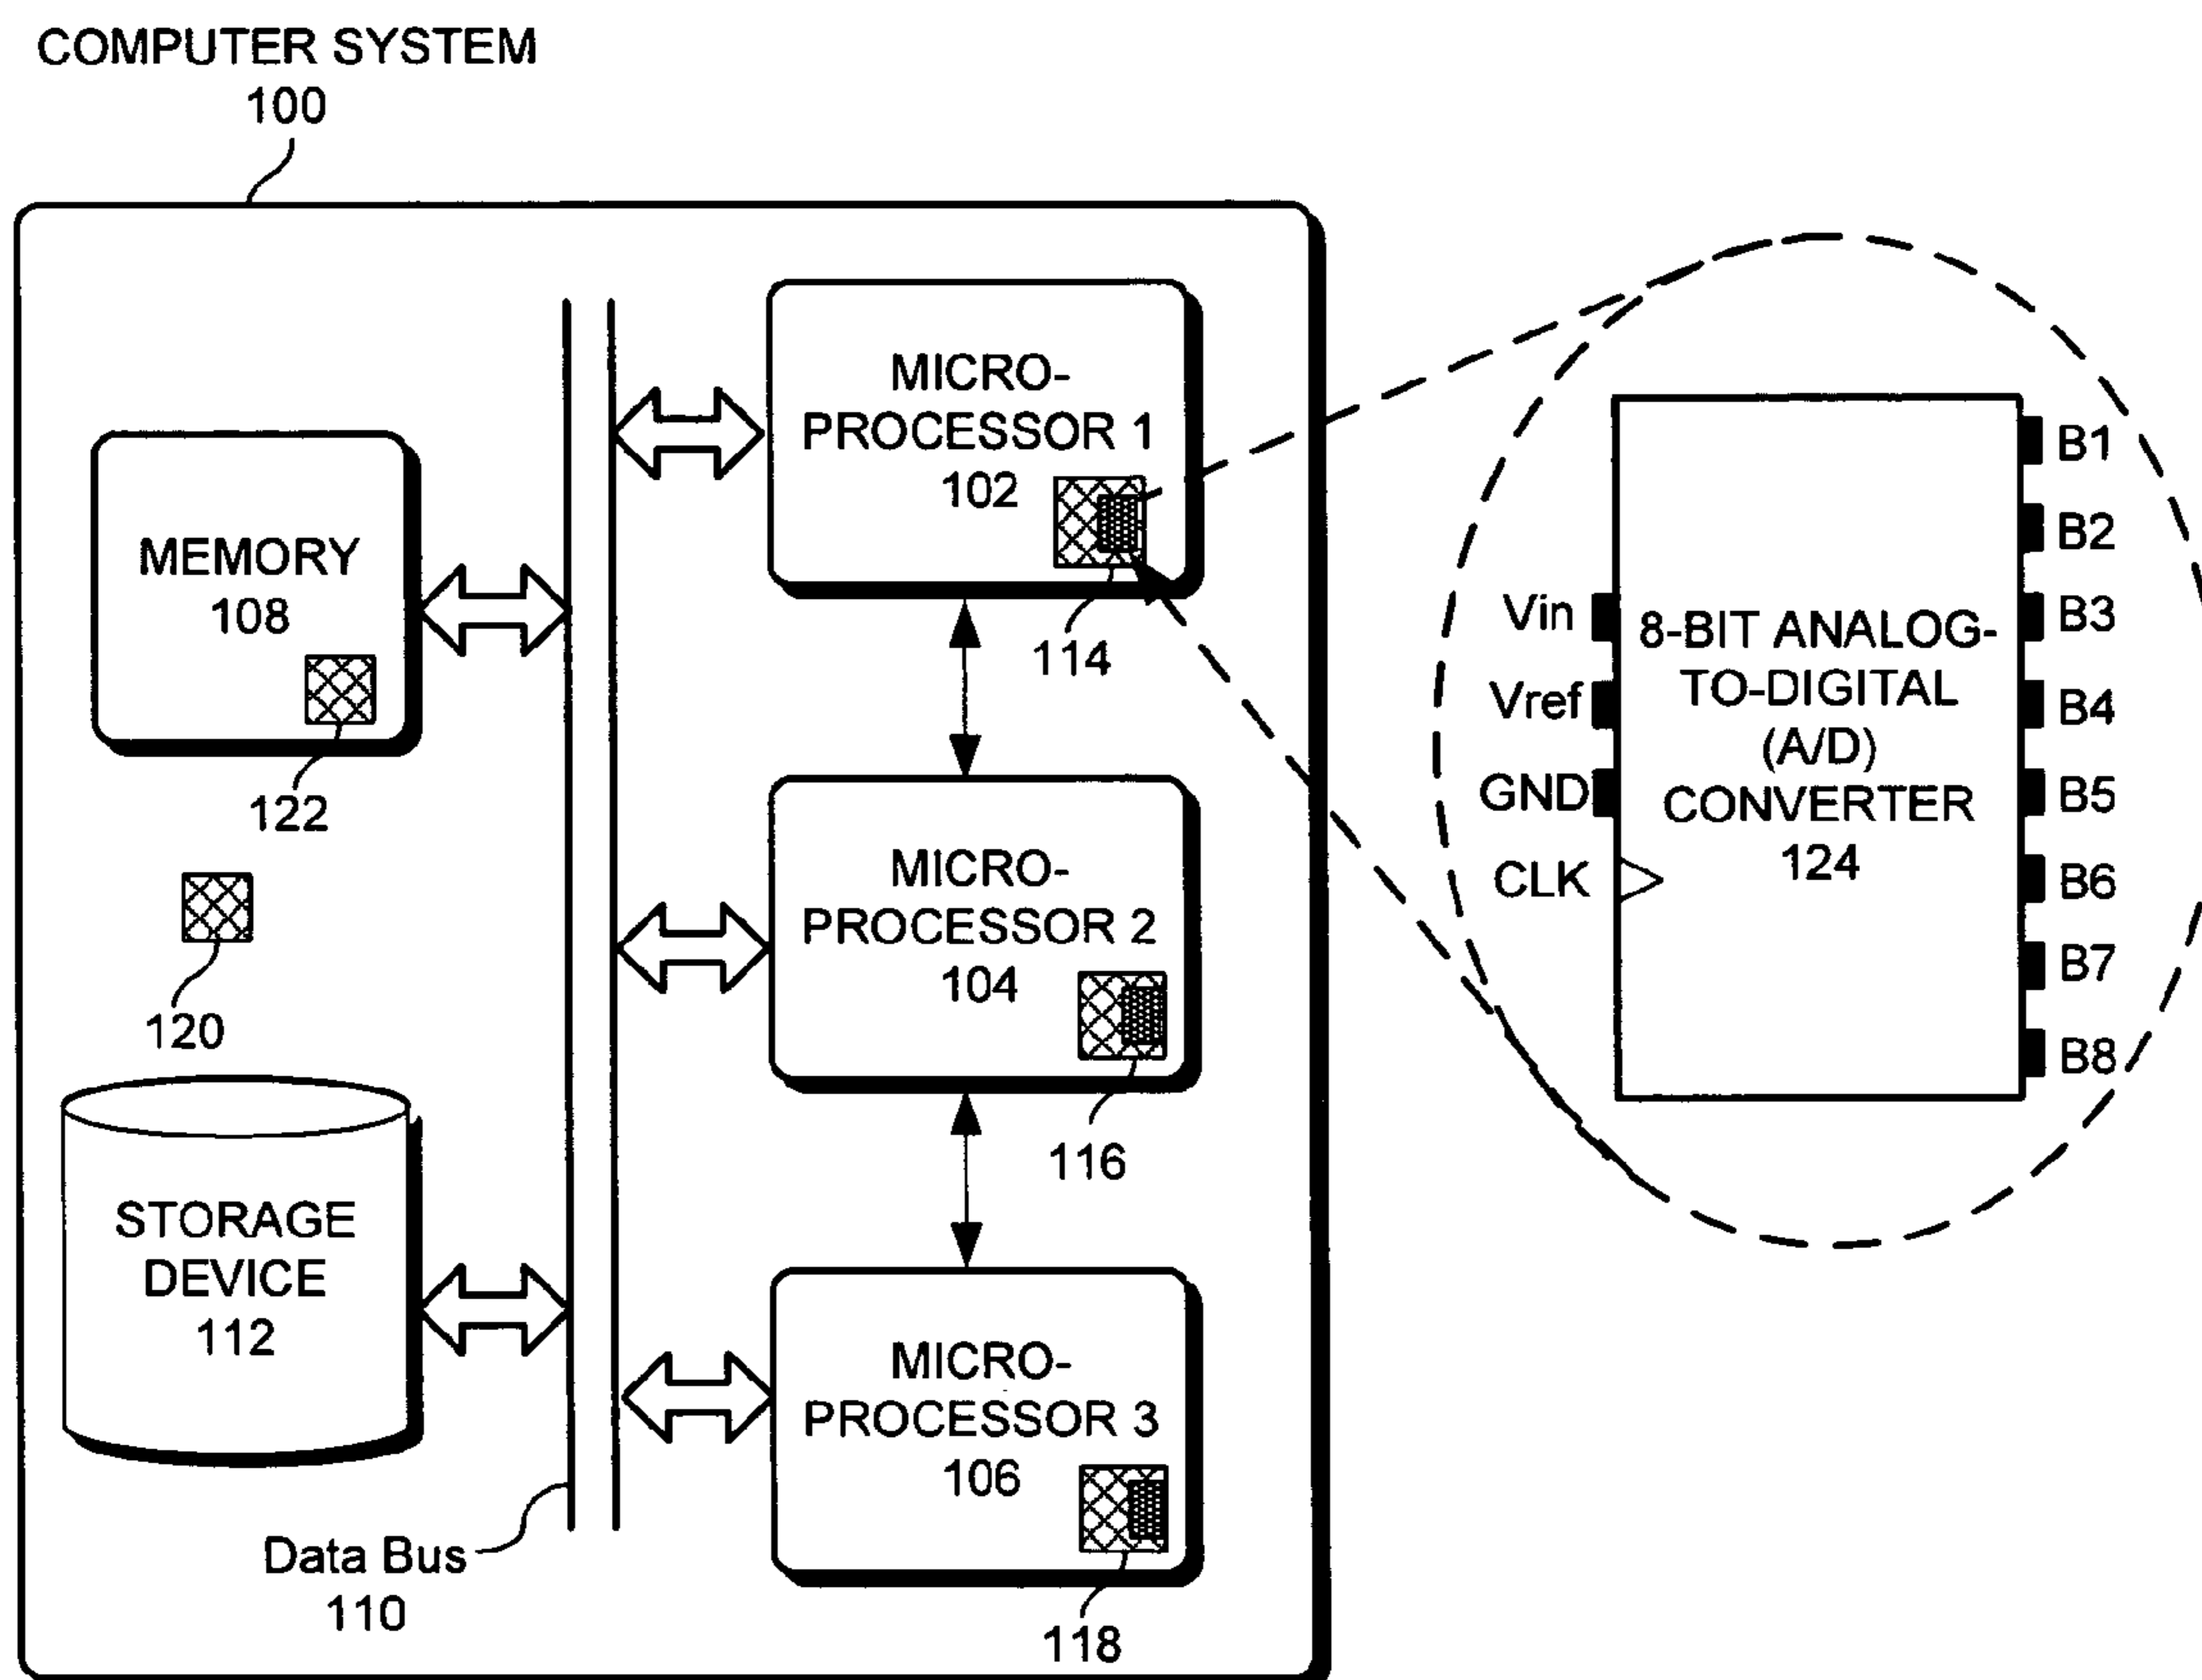 COMPUTER SYSTEM
100
MICRO-
PROCESSOR 1
102
114
MEMORY
108
122
120
MICRO-
PROCESSOR 2
104
116
STORAGE
DEVICE
112
MICRO-
PROCESSOR 3
106
118
Data Bus
110
Vin
Vref
GND
CLK
8-BIT ANALOG-
TO-DIGITAL
(A/D)
CONVERTER
124
B1
B2
B3
B4
B5
B6
B7
B8